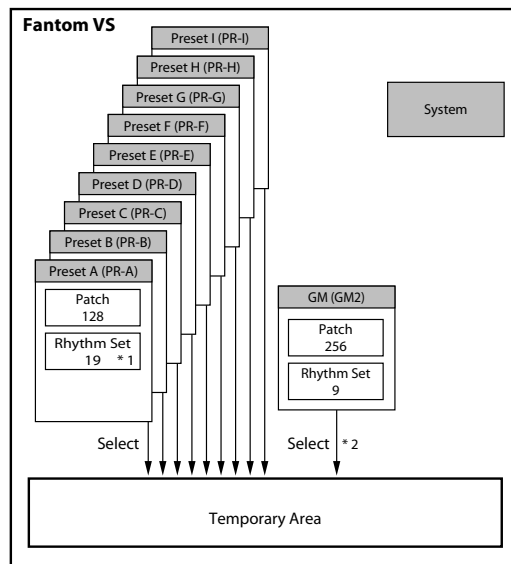 Fantom VS
Preset I (PR-I)
Preset H (PR-H)
Preset G (PR-G)
Preset F (PR-F)
Preset E (PR-E)
Preset D (PR-D)
Preset C (PR-C)
Preset B (PR-B)
Preset A (PR-A)
Patch
128
Rhythm Set
19 * 1
System
GM (GM2)
Patch
256
Rhythm Set
9
Select
Select * 2
Temporary Area